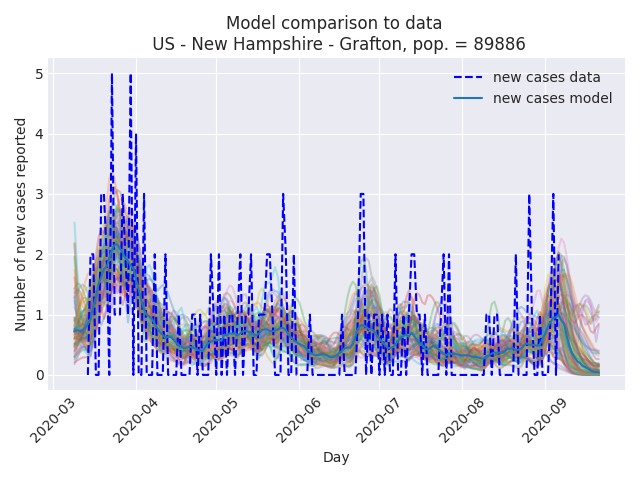 Model comparison to data
US - New Hampshire - Grafton, pop. = 89886
new cases data
new cases model
Number of new cases reported
5
4
3
2
1
0
2020-03
2020-04
2020-05
2020-06
2020-07
2020-08
2020-09
Day